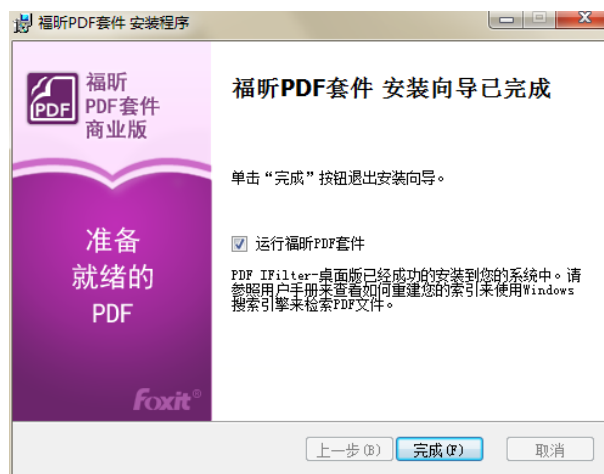 福昕PDF套件 安装程序
PDF
福昕
PDF套件
商业版
准备
就绪的
PDF
foxit®
福昕PDF套件 安装向导已完成
单击“完成”按钮退出安装向导。
运行福昕PDF套件
PDF IFilter-桌面版已经成功的安装到您的系统中。请
参照用户手册来查看如何重建您的索引来使用Windows
搜索引擎来检索PDF文件。
上一步(B)
完成(F)
取消